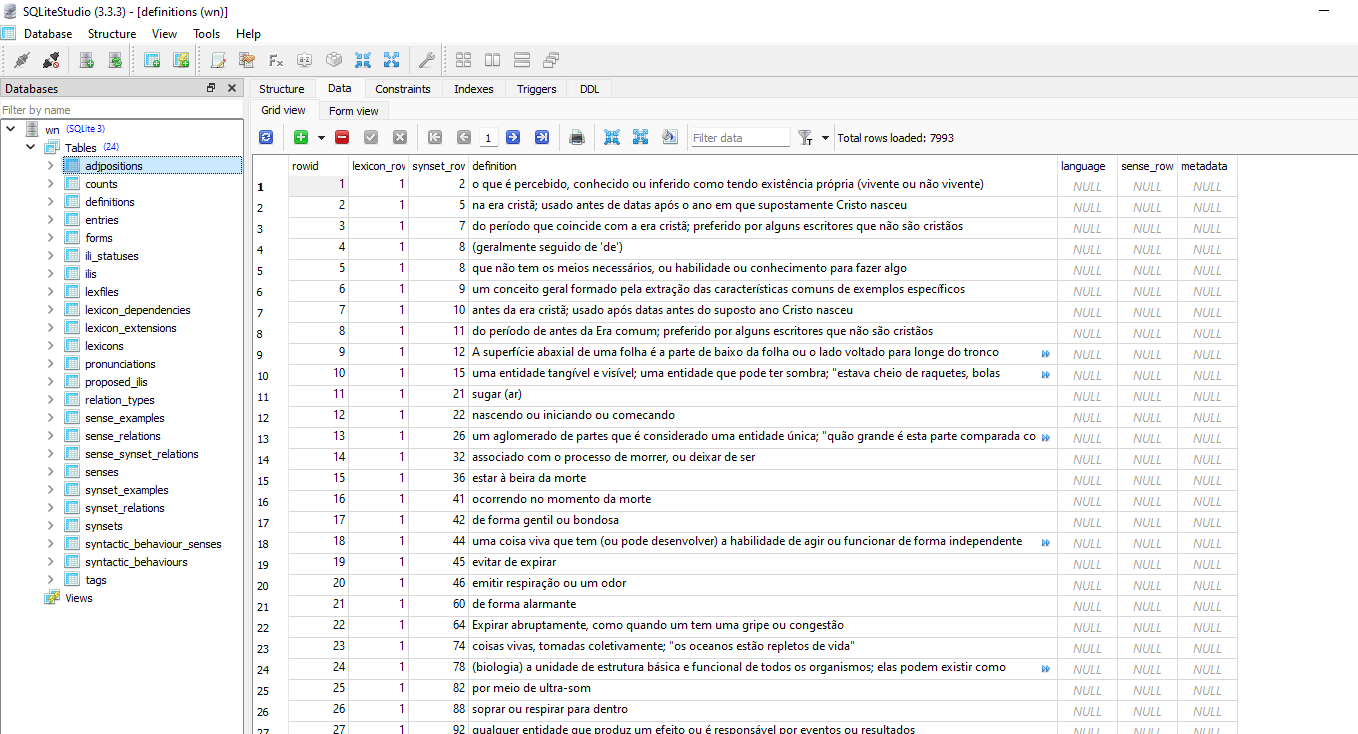 SQLiteStudio (3.3.3) - [definitions (wn)]
Database Structure View Tools Help
Databases
Filter by name
wn (SQLite 3)
Tables (24)
adjpositions
counts
definitions
entries
forms
ili_statuses
ilis
lexfiles
lexicon_dependencies
lexicon_extensions
lexicons
pronunciations
proposed_ilis
relation_types
sense_examples
sense_relations
sense_synset_relations
senses
synset_examples
synset_relations
synsets
syntactic_behaviour_senses
syntactic_behaviours
tags
Views
Structure Data Constraints Indexes Triggers DDL
Grid view Form view
1 Filter data Total rows loaded: 7993
rowid lexicon_row synset_row definition language sense_row metadata
1 1 1 2 o que é percebido, conhecido ou inferido como tendo existência própria (vivente ou não vivente) NULL NULL NULL
2 2 1 5 na era cristã; usado antes de datas após o ano em que supostamente Cristo nasceu NULL NULL NULL
3 3 1 7 do período que coincide com a era cristã; preferido por alguns escritores que não são cristãos NULL NULL NULL
4 4 1 8 (geralmente seguido de 'de') NULL NULL NULL
5 5 1 8 que não tem os meios necessários, ou habilidade ou conhecimento para fazer algo NULL NULL NULL
6 6 1 9 um conceito geral formado pela extração das características comuns de exemplos específicos NULL NULL NULL
7 7 1 10 antes da era cristã; usado após datas antes do suposto ano Cristo nasceu NULL NULL NULL
8 8 1 11 do período de antes da Era comum; preferido por alguns escritores que não são cristãos NULL NULL NULL
9 9 1 12 A superfície abaxial de uma folha é a parte de baixo da folha ou o lado voltado para longe do tronco NULL NULL NULL
10 10 1 15 uma entidade tangível e visível; uma entidade que pode ter sombra; "estava cheio de raquetes, bolas NULL NULL NULL
11 11 1 21 sugar (ar) NULL NULL NULL
12 12 1 22 nascendo ou iniciando ou comecando NULL NULL NULL
13 13 1 26 um aglomerado de partes que é considerado uma entidade única; "quão grande é esta parte comparada co NULL NULL NULL
14 14 1 32 associado com o processo de morrer, ou deixar de ser NULL NULL NULL
15 15 1 36 estar à beira da morte NULL NULL NULL
16 16 1 41 ocorrendo no momento da morte NULL NULL NULL
17 17 1 42 de forma gentil ou bondosa NULL NULL NULL
18 18 1 44 uma coisa viva que tem (ou pode desenvolver) a habilidade de agir ou funcionar de forma independente NULL NULL NULL
19 19 1 45 evitar de expirar NULL NULL NULL
20 20 1 46 emitir respiração ou um odor NULL NULL NULL
21 21 1 60 de forma alarmante NULL NULL NULL
22 22 1 64 Expirar abruptamente, como quando um tem uma gripe ou congestão NULL NULL NULL
23 23 1 74 coisas vivas, tomadas coletivamente; "os oceanos estão repletos de vida" NULL NULL NULL
24 24 1 78 (biologia) a unidade de estrutura básica e funcional de todos os organismos; elas podem existir como NULL NULL NULL
25 25 1 82 por meio de ultra-som NULL NULL NULL
26 26 1 88 soprar ou respirar para dentro NULL NULL NULL
27 27 1 92 qualquer entidade que produz um efeito ou é responsável por eventos ou resultados NULL NULL NULL